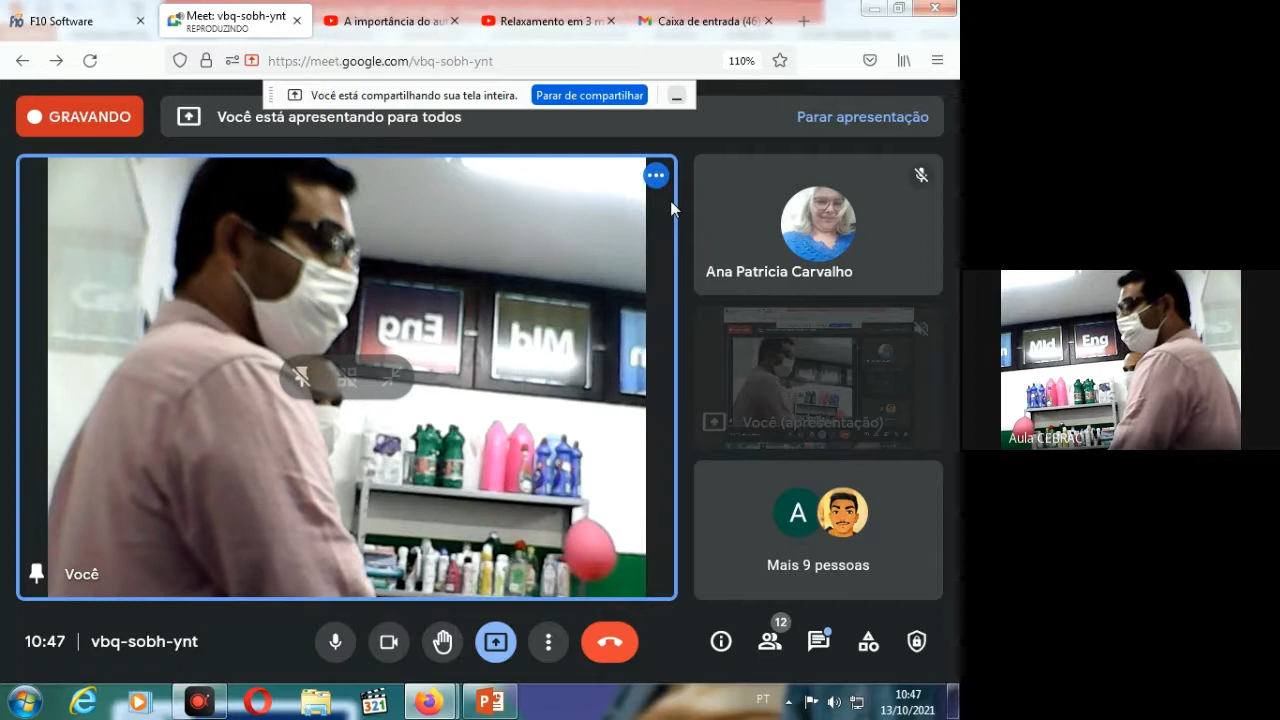 F10 Software
Meet: vbq-sobh-ynt
REPRODUZINDO
A importância do au
Relaxamento em 3 m
Caixa de entrada (46)
https://meet.google.com/vbq-sobh-ynt
110%
Você está compartilhando sua tela inteira.
Parar de compartilhar
GRAVANDO
Você está apresentando para todos
Parar apresentação
Ana Patricia Carvalho
Eng
Mld
Você (apresentação)
Mld
Eng
Aula CEBRAC
A
Mais 9 pessoas
Você
10:47
vbq-sobh-ynt
12
321
PT
10:47
13/10/2021